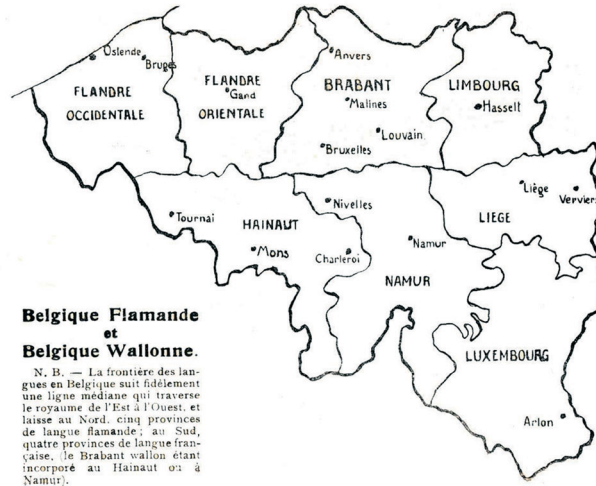 Ostende
Bruges
FLANDRE
OCCIDENTALE
FLANDRE
Gand
ORIENTALE
Anvers
BRABANT
Malines
Louvain
Bruxelles
LIMBOURG
Hasselt
Tournai
HAINAUT
Mons
Charleroi
Nivelles
Namur
NAMUR
Liège
Verviers
LIEGE
LUXEMBOURG
Arlon
Belgique Flamande
et
Belgique Wallonne.
N. B. — La frontière des lan-
gues en Belgique suit fidèlement
une ligne médiane qui traverse
le royaume de l'Est à l'Ouest, et
laisse au Nord, cinq provinces
de langue flamande ; au Sud,
quatre provinces de langue fran-
çaise, (le Brabant wallon étant
incorporé au Hainaut ou à
Namur).